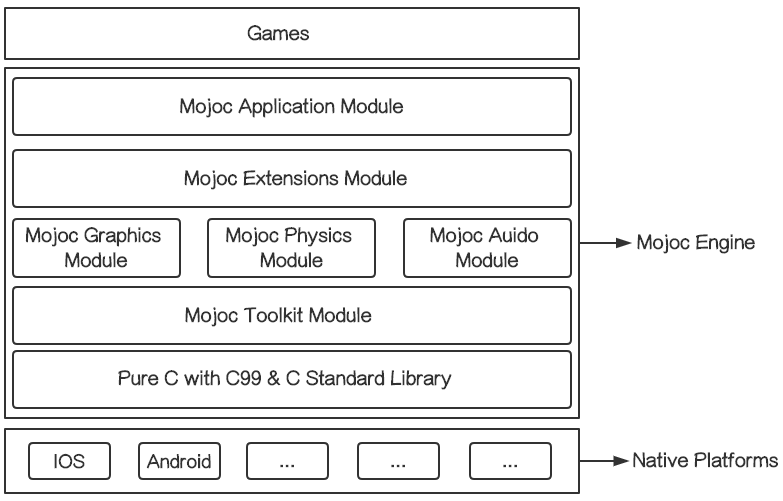 Games
Mojoc Application Module
Mojoc Extensions Module
Mojoc Graphics
Module
Mojoc Physics
Module
Mojoc Auido
Module
Mojoc Engine
Mojoc Toolkit Module
Pure C with C99 & C Standard Library
IOS
Android
...
...
...
Native Platforms